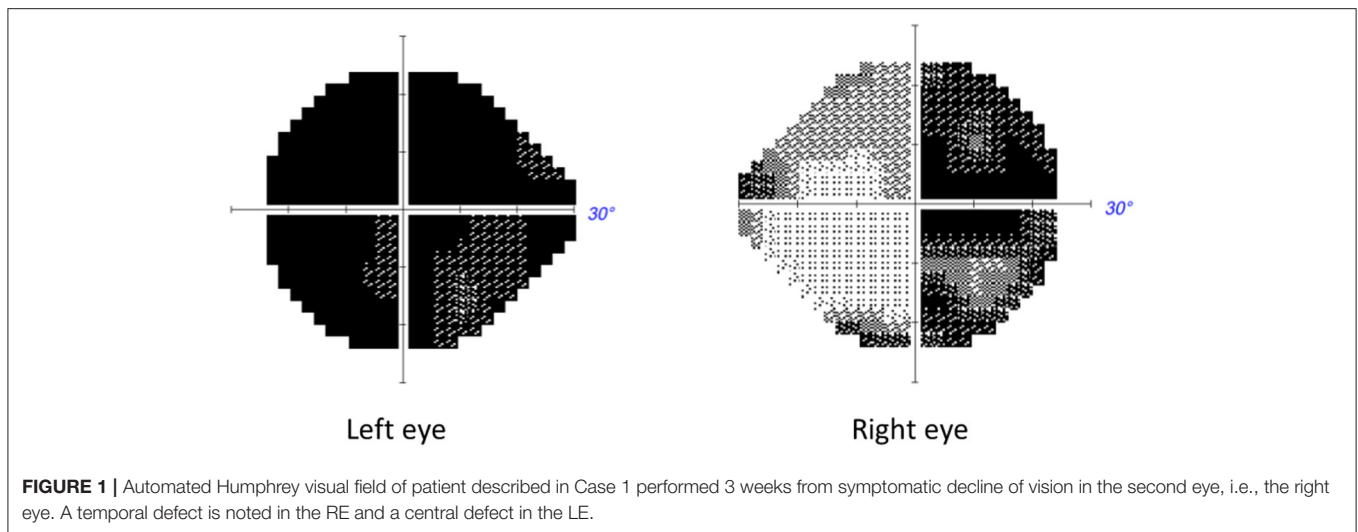 30°
30°
Left eye
Right eye
FIGURE 1 | Automated Humphrey visual field of patient described in Case 1 performed 3 weeks from symptomatic decline of vision in the second eye, i.e., the right
eye. A temporal defect is noted in the RE and a central defect in the LE.